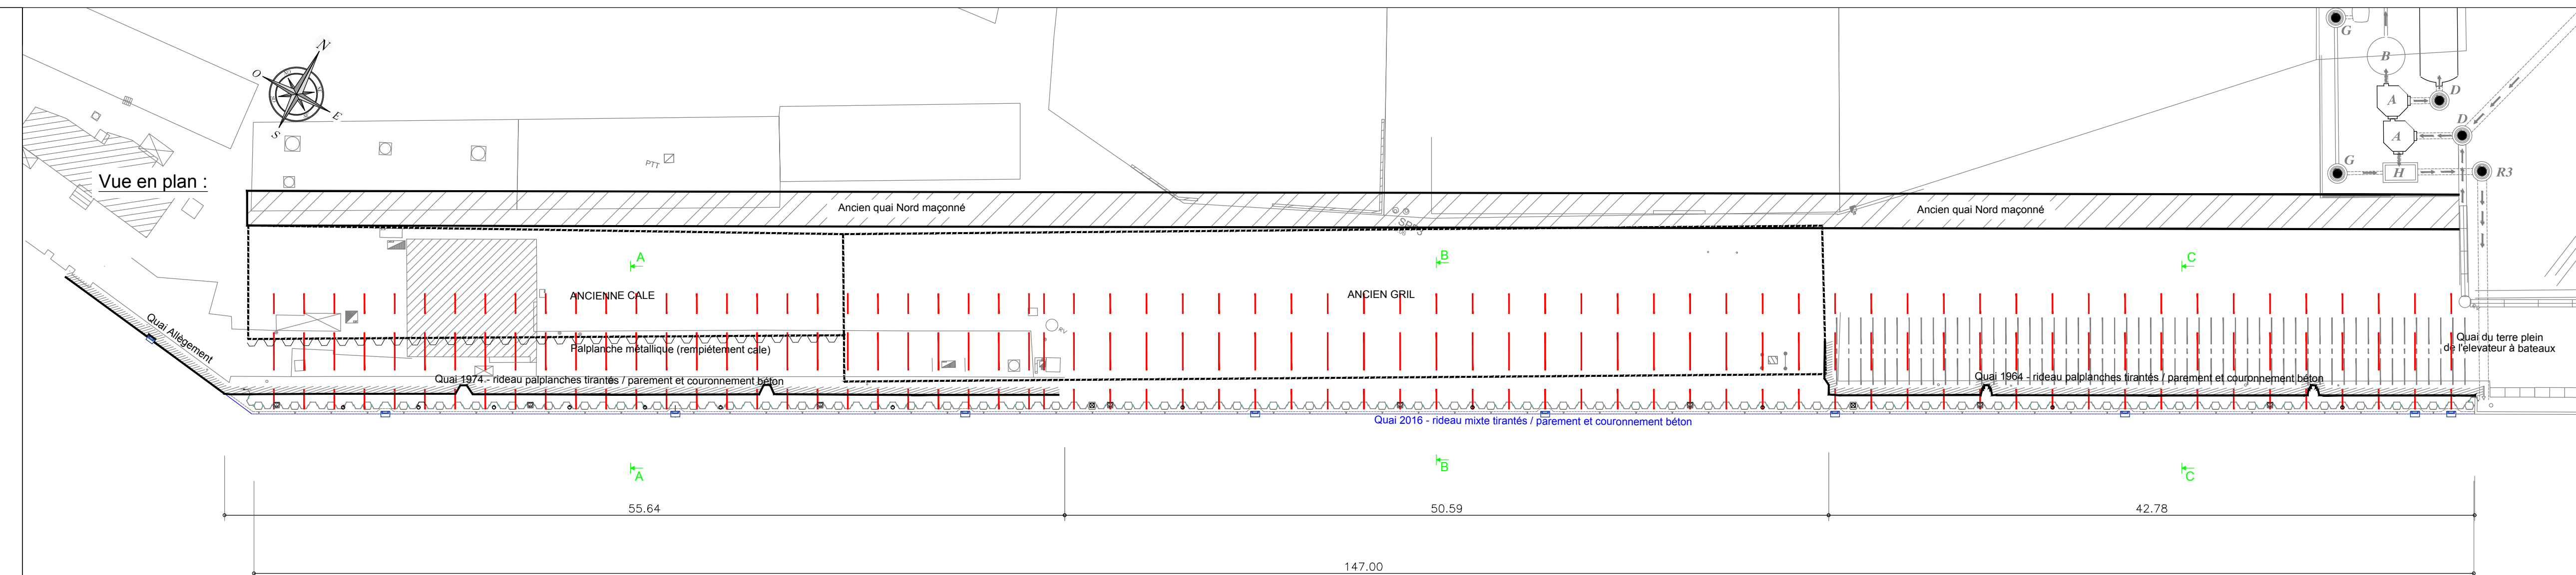 N
O
E
S
G
B
D
A
D
A
G
H
R3
PTT
Vue en plan :
Ancien quai Nord maçonné
Ancien quai Nord maçonné
A
B
C
ANCIENNE CALE
ANCIEN GRIL
Quai Allègement
Palplanche métallique (rempiétement cale)
Quai du terre plein
de l'élevateur à bateaux
Quai 1974 - rideau palplanches tirantés / parement et couronnement béton
Quai 1964 - rideau palplanches tirantés / parement et couronnement béton
Quai 2016 - rideau mixte tirantés / parement et couronnement béton
A
B
C
55.64
50.59
42.78
147.00